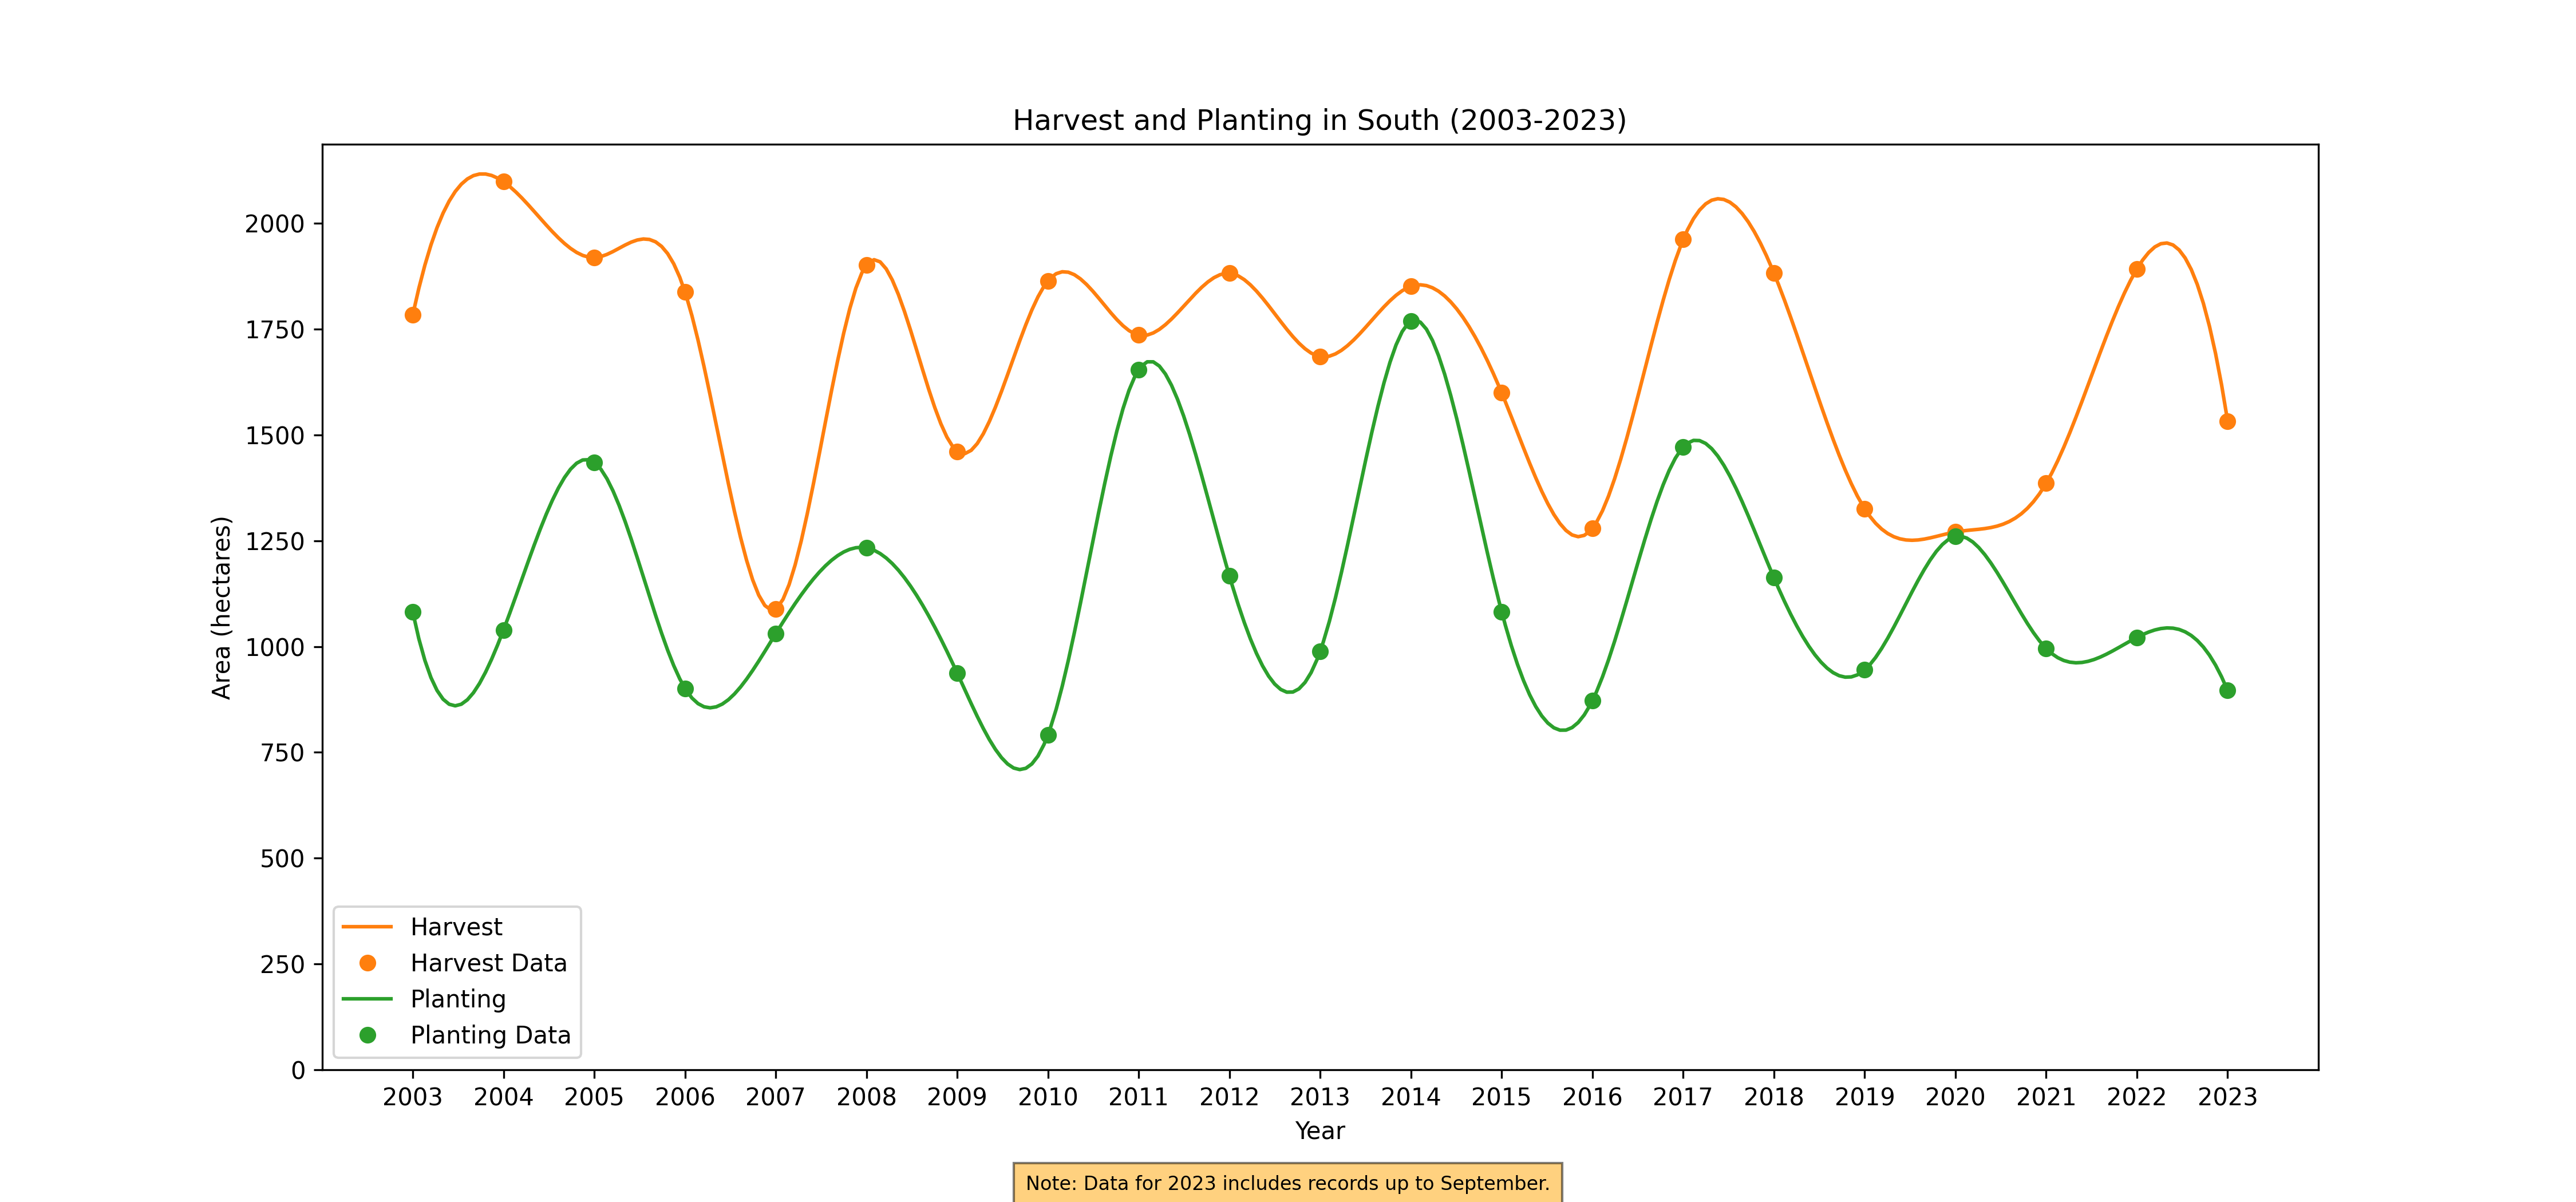 Harvest and Planting in South (2003-2023)
2000
1750
1500
1250
1000
750
500
250
0
Area (hectares)
Harvest
Harvest Data
Planting
Planting Data
2003 2004 2005 2006 2007 2008 2009 2010 2011 2012 2013 2014 2015 2016 2017 2018 2019 2020 2021 2022 2023
Year
Note: Data for 2023 includes records up to September.